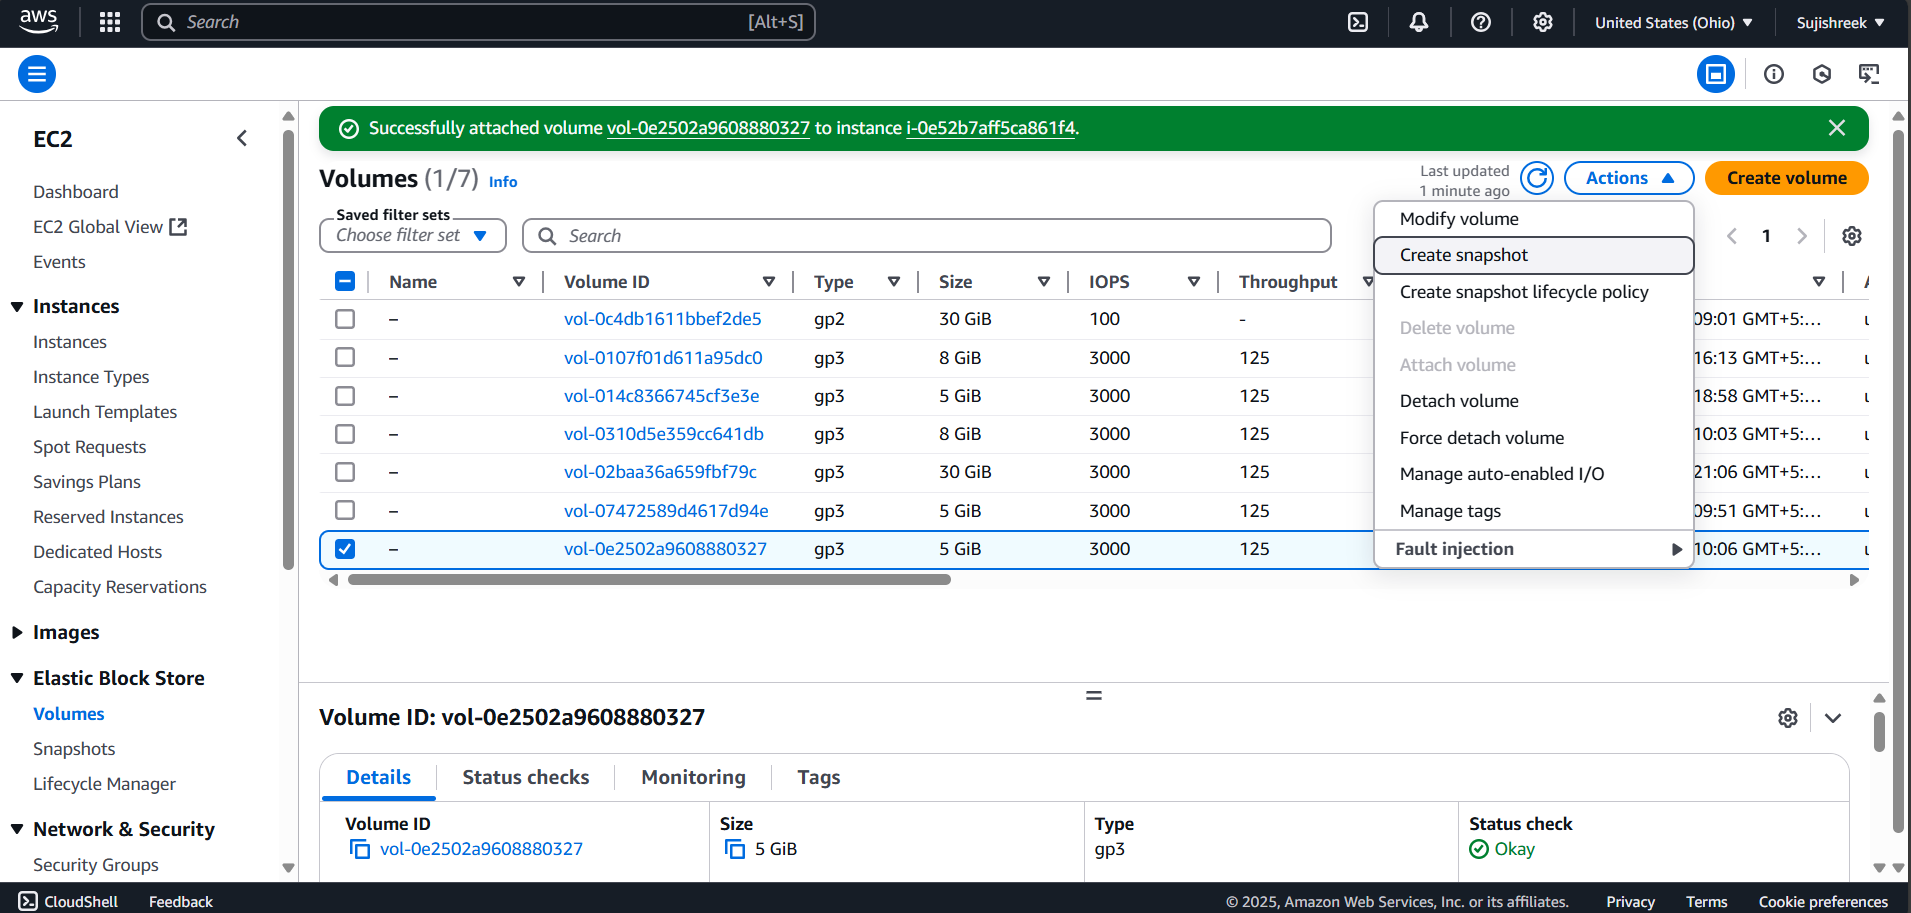 aws
Search [Alt+S]
United States (Ohio)
Sujishreek
EC2
Dashboard
EC2 Global View
Events
Instances
Instances
Instance Types
Launch Templates
Spot Requests
Savings Plans
Reserved Instances
Dedicated Hosts
Capacity Reservations
Images
Elastic Block Store
Volumes
Snapshots
Lifecycle Manager
Network & Security
Security Groups
Successfully attached volume vol-0e2502a9608880327 to instance i-0e52b7aff5ca861f4.
Volumes (1/7) Info
Last updated
1 minute ago
Actions
Create volume
Saved filter sets
Choose filter set
Search
1
Name Volume ID Type Size IOPS Throughput
– vol-0c4db1611bbef2de5 gp2 30 GiB 100 - 09:01 GMT+5:...
– vol-0107f01d611a95dc0 gp3 8 GiB 3000 125 16:13 GMT+5:...
– vol-014c8366745cf3e3e gp3 5 GiB 3000 125 18:58 GMT+5:...
– vol-0310d5e359cc641db gp3 8 GiB 3000 125 10:03 GMT+5:...
– vol-02baa36a659fbf79c gp3 30 GiB 3000 125 21:06 GMT+5:...
– vol-07472589d4617d94e gp3 5 GiB 3000 125 09:51 GMT+5:...
– vol-0e2502a9608880327 gp3 5 GiB 3000 125 10:06 GMT+5:...
Modify volume
Create snapshot
Create snapshot lifecycle policy
Delete volume
Attach volume
Detach volume
Force detach volume
Manage auto-enabled I/O
Manage tags
Fault injection
Volume ID: vol-0e2502a9608880327
Details Status checks Monitoring Tags
Volume ID
vol-0e2502a9608880327
Size
5 GiB
Type
gp3
Status check
Okay
CloudShell Feedback
© 2025, Amazon Web Services, Inc. or its affiliates. Privacy Terms Cookie preferences